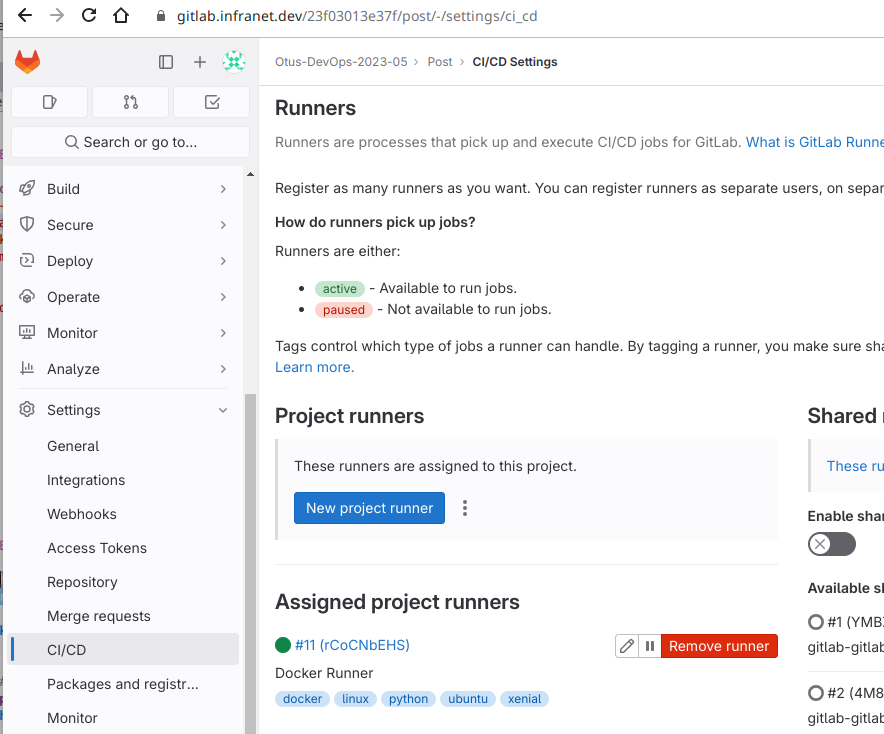 gitlab.infranet.dev/23f03013e37f/post/-/settings/ci_cd
Search or go to...
Build
Secure
Deploy
Operate
Monitor
Analyze
Settings
General
Integrations
Webhooks
Access Tokens
Repository
Merge requests
CI/CD
Packages and registr...
Monitor
Otus-DevOps-2023-05 › Post › CI/CD Settings
Runners
Runners are processes that pick up and execute CI/CD jobs for GitLab. What is GitLab Runne
Register as many runners as you want. You can register runners as separate users, on separ
How do runners pick up jobs?
Runners are either:
• active - Available to run jobs.
• paused - Not available to run jobs.
Tags control which type of jobs a runner can handle. By tagging a runner, you make sure sha
Learn more.
Project runners
These runners are assigned to this project.
New project runner
Assigned project runners
#11 (rCoCNbEHS)
Remove runner
Docker Runner
docker linux python ubuntu xenial
Shared
These ru
Enable shar
Available sh
#1 (YMB
gitlab-gitlab
#2 (4M8
gitlab-gitlab